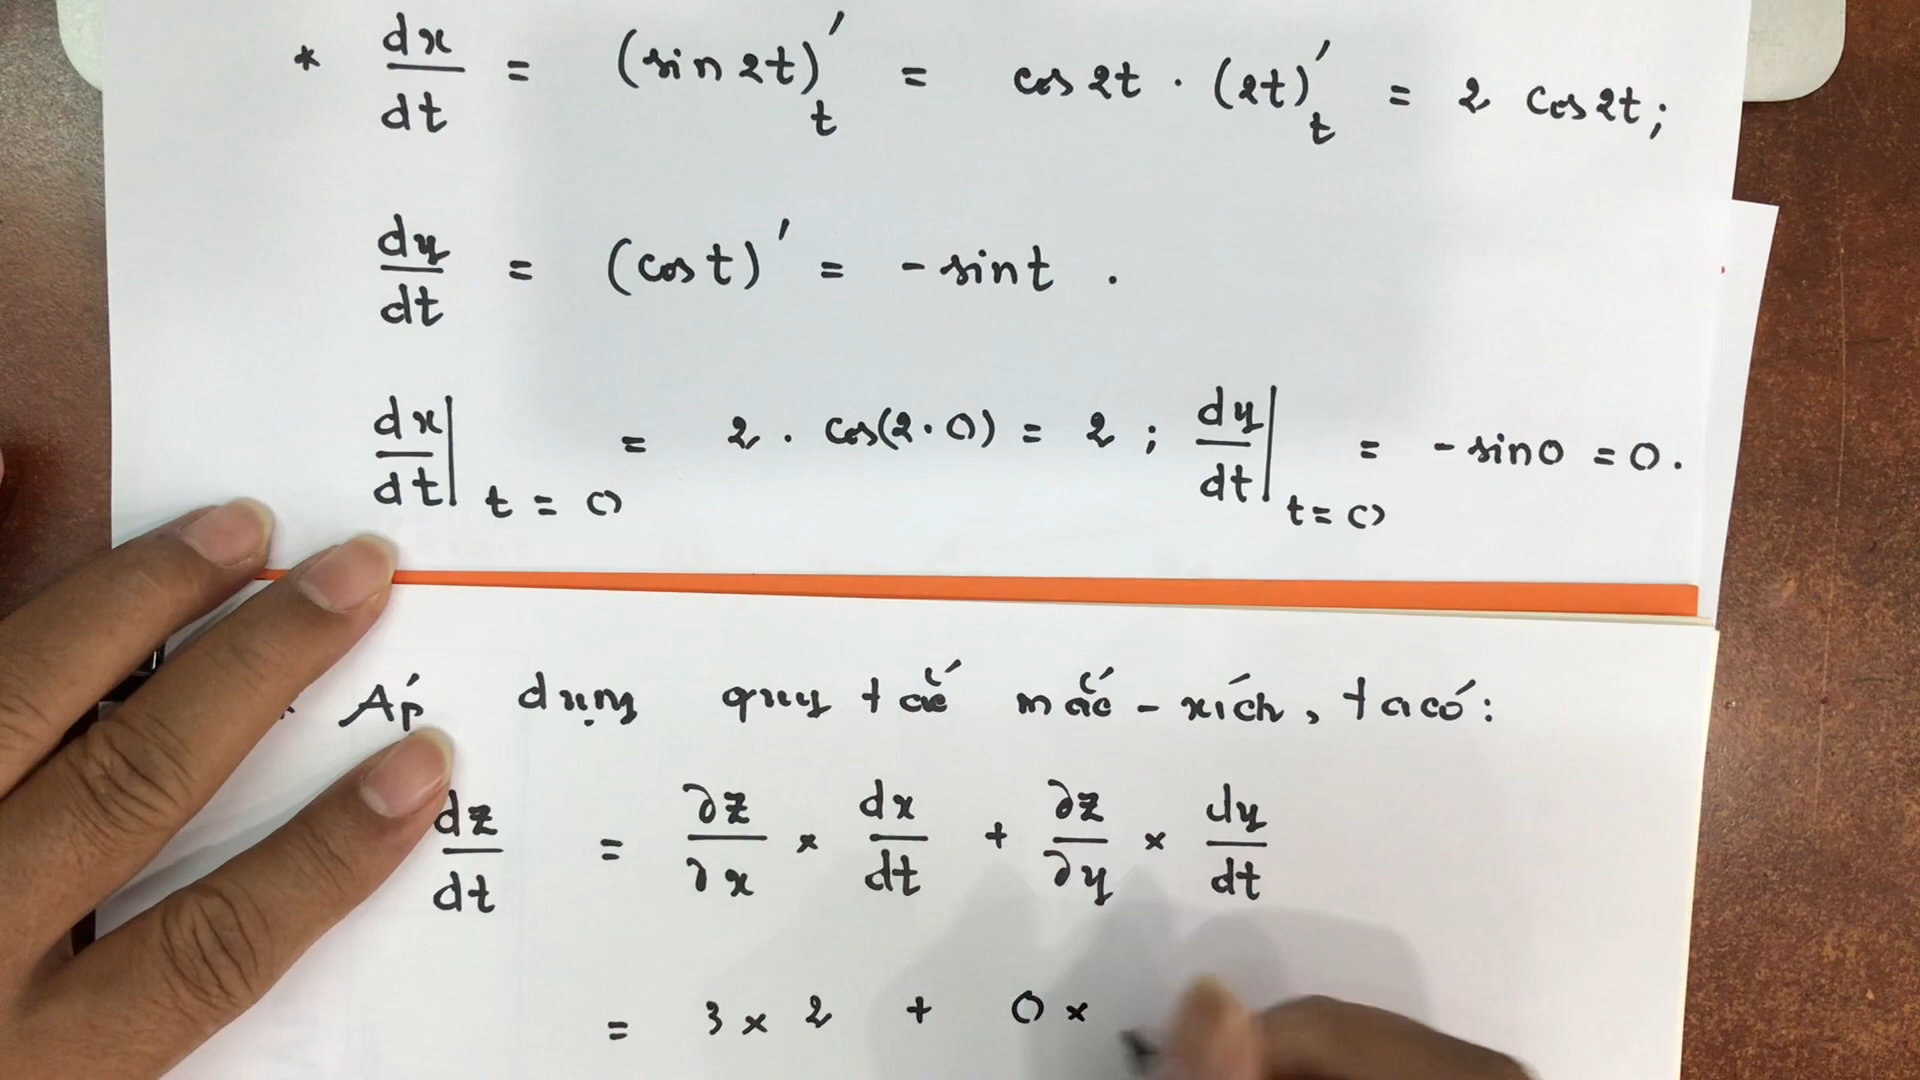 * dx/dt = (sin 2t)'_t = cos 2t · (2t)'_t = 2 cos 2t;
dy/dt = (cos t)' = - sin t .
dx/dt|_{t = 0} = 2 . cos(2.0) = 2 ; dy/dt|_{t=0} = - sin 0 = 0.
Áp dụng quy tắc mắc - xích, ta có:
dz/dt = ∂z/∂x × dx/dt + ∂z/∂y × dy/dt
= 3 × 2 + 0 ×